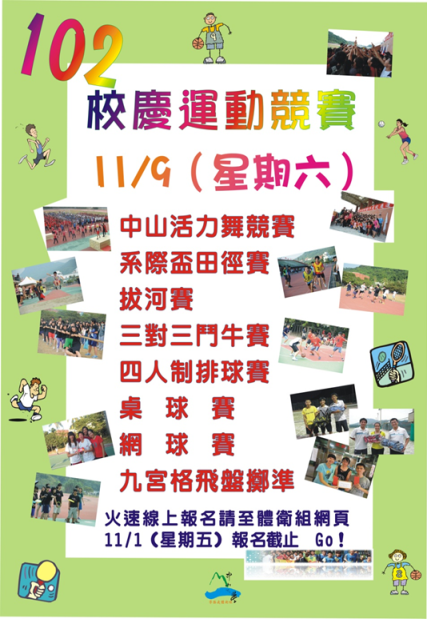 102
校慶運動競賽
11/9（星期六）
中山活力舞競賽
系際盃田徑賽
拔河賽
三對三鬥牛賽
四人制排球賽
桌 球 賽
網 球 賽
九宮格飛盤擲準
火速線上報名請至體衛組網頁
11/1（星期五）報名截止 Go！